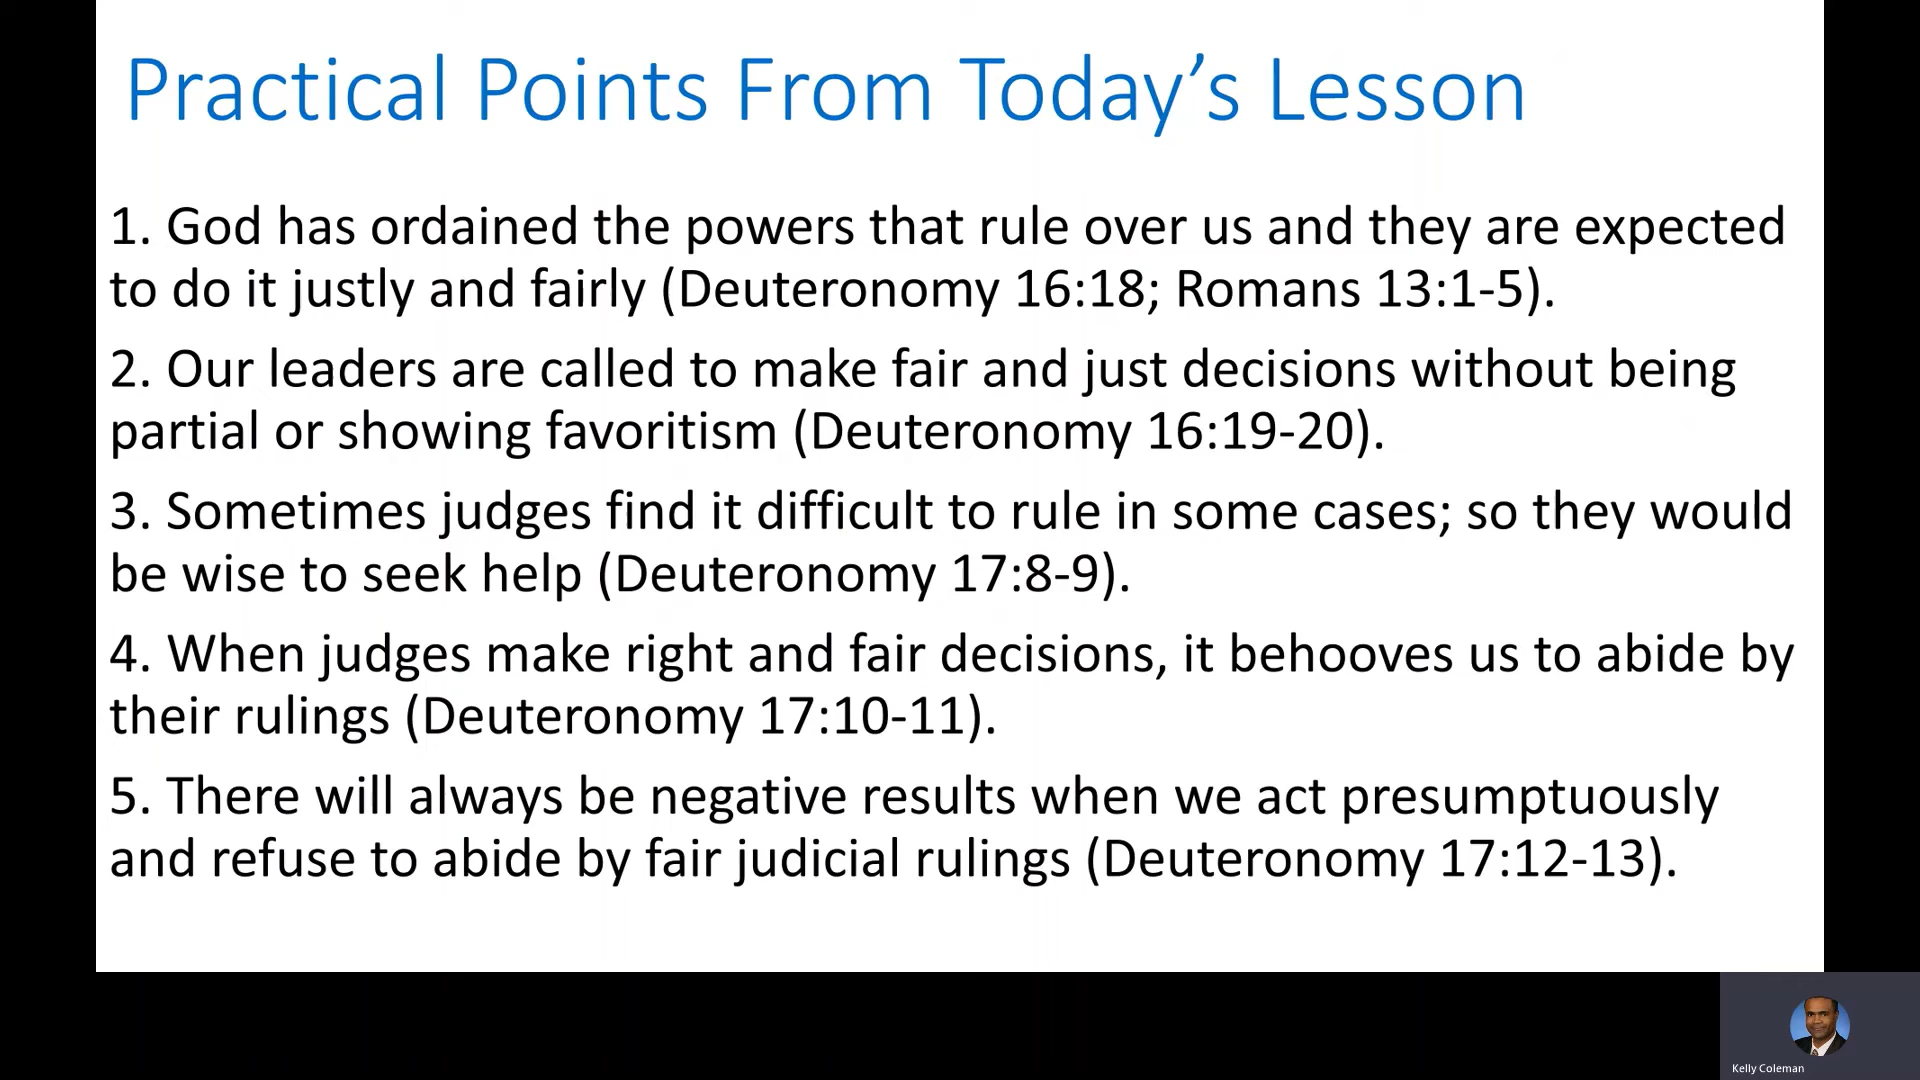 Practical Points From Today’s Lesson
1. God has ordained the powers that rule over us and they are expected
to do it justly and fairly (Deuteronomy 16:18; Romans 13:1-5).
2. Our leaders are called to make fair and just decisions without being
partial or showing favoritism (Deuteronomy 16:19-20).
3. Sometimes judges find it difficult to rule in some cases; so they would
be wise to seek help (Deuteronomy 17:8-9).
4. When judges make right and fair decisions, it behooves us to abide by
their rulings (Deuteronomy 17:10-11).
5. There will always be negative results when we act presumptuously
and refuse to abide by fair judicial rulings (Deuteronomy 17:12-13).
Kelly Coleman